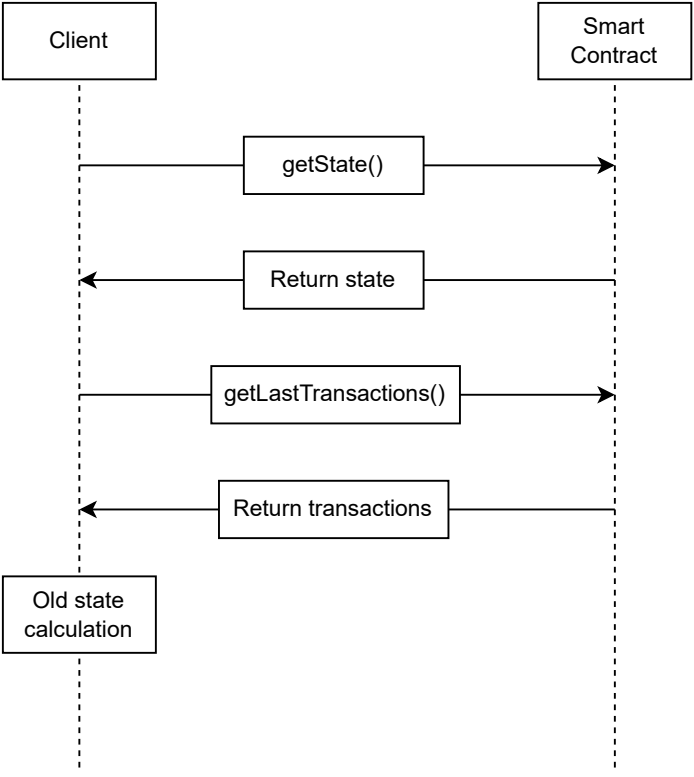 Client
Smart
Contract
getState()
Return state
getLastTransactions()
Return transactions
Old state
calculation